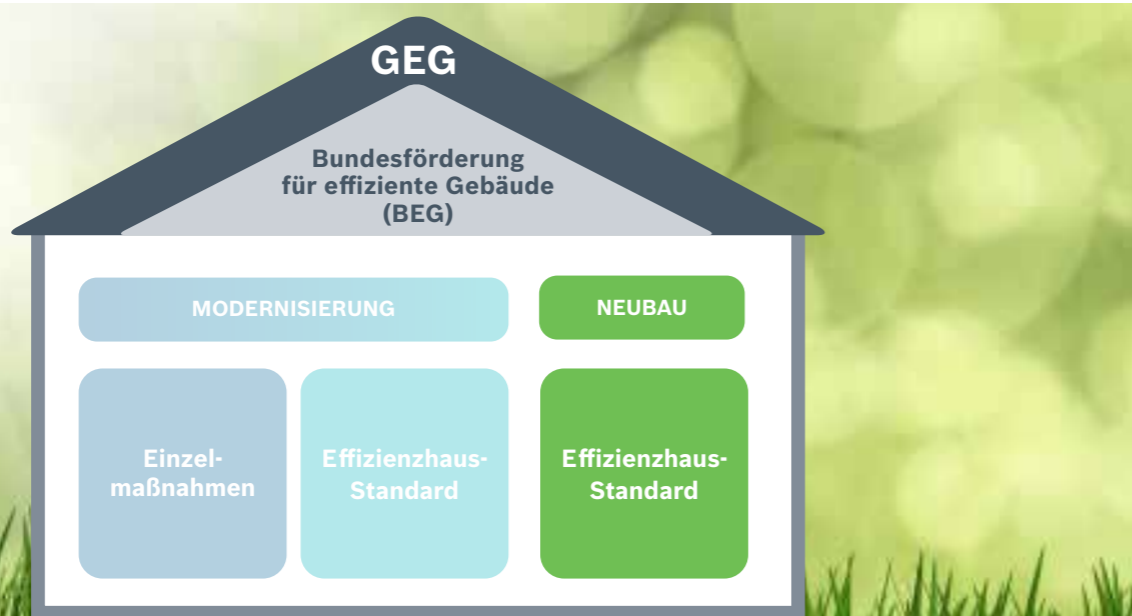 GEG
Bundesförderung
für effiziente Gebäude
(BEG)
MODERNISIERUNG
NEUBAU
Einzel-
maßnahmen
Effizienzhaus-
Standard
Effizienzhaus-
Standard